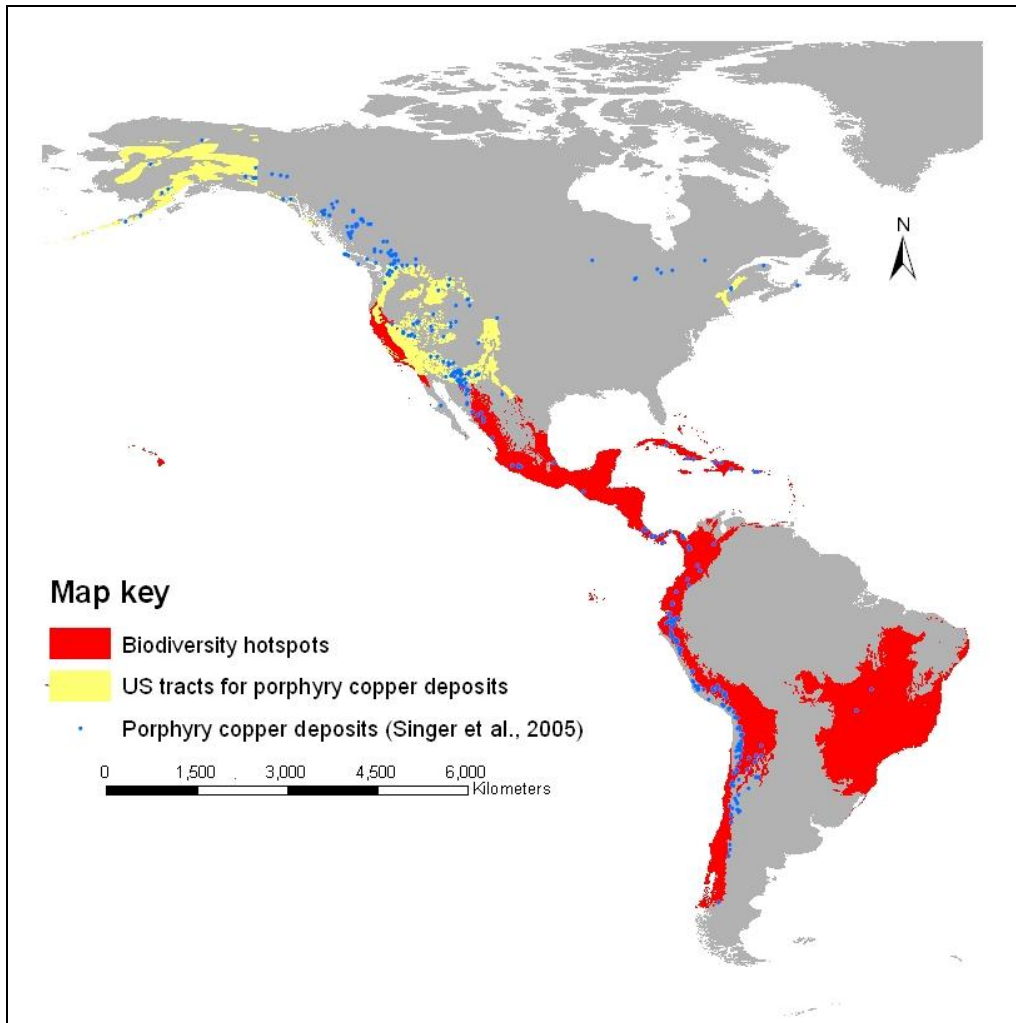 N
Map key
Biodiversity hotspots
US tracts for porphyry copper deposits
Porphyry copper deposits (Singer et al., 2005)
0 1,500 3,000 4,500 6,000
Kilometers